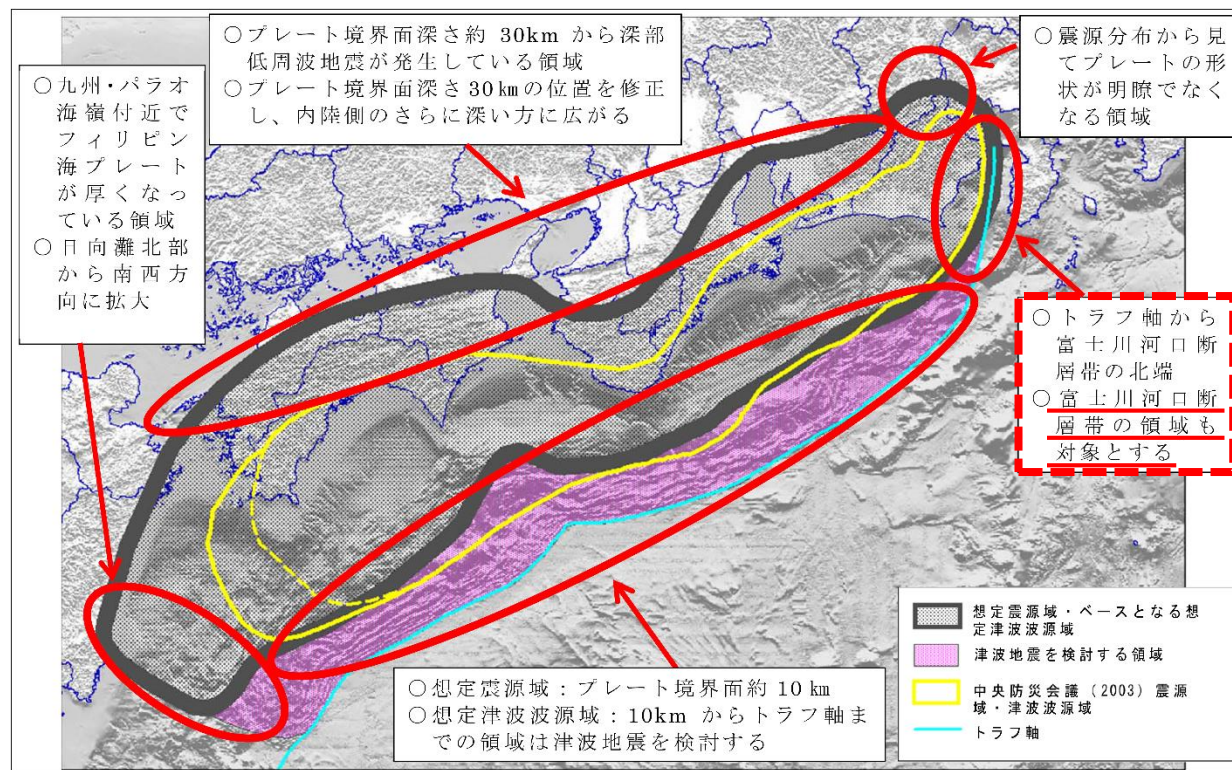 ○九州・パラオ
海嶺付近で
フィリピン
海プレート
が厚くなっ
ている領域
○日向灘北部
から南西方
向に拡大
○プレート境界面深さ約 30km から深部
低周波地震が発生している領域
○プレート境界面深さ30㎞の位置を修正
し、内陸側のさらに深い方に広がる
○震源分布から見
てプレートの形
状が明瞭でなく
なる領域
○トラフ軸から
富士川河口断
層帯の北端
○富士川河口断
層帯の領域も
対象とする
○想定震源域：プレート境界面約 10 ㎞
○想定津波波源域：10km からトラフ軸ま
での領域は津波地震を検討する
想定震源域・ベースとなる想
定津波波源域
津波地震を検討する領域
中央防災会議（2003）震源
域・津波波源域
トラフ軸